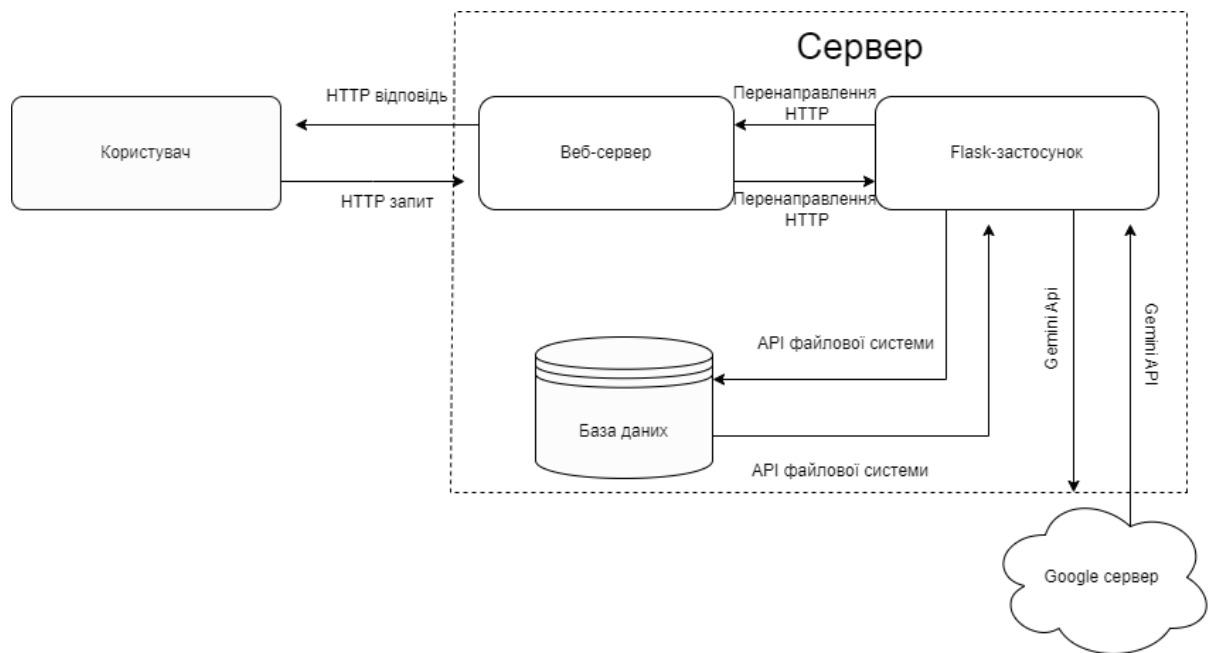 Сервер
HTTP відповідь
Перенаправлення
HTTP
Користувач
Веб-сервер
Flask-застосунок
HTTP запит
Перенаправлення
HTTP
Gemini Api
Gemini API
API файлової системи
База даних
API файлової системи
Google сервер